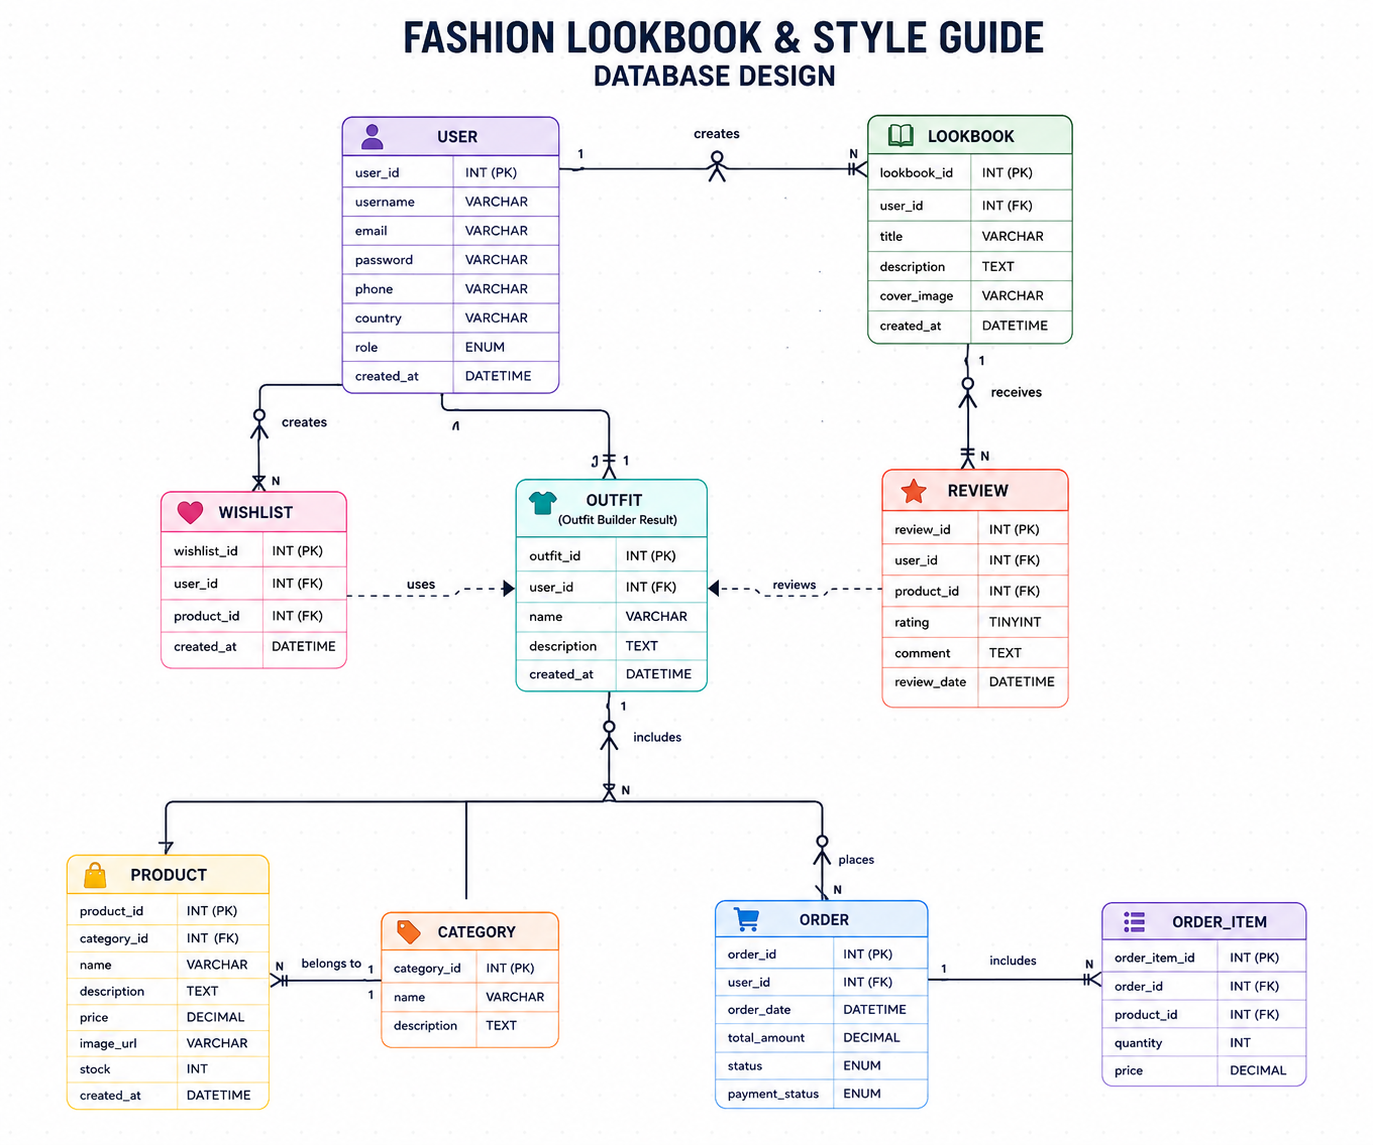 FASHION LOOKBOOK & STYLE GUIDE
DATABASE DESIGN
USER
user_id INT (PK)
username VARCHAR
email VARCHAR
password VARCHAR
phone VARCHAR
country VARCHAR
role ENUM
created_at DATETIME
1
creates
N
LOOKBOOK
lookbook_id INT (PK)
user_id INT (FK)
title VARCHAR
description TEXT
cover_image VARCHAR
created_at DATETIME
creates
N
1
1
receives
N
WISHLIST
wishlist_id INT (PK)
user_id INT (FK)
product_id INT (FK)
created_at DATETIME
uses
OUTFIT
(Outfit Builder Result)
outfit_id INT (PK)
user_id INT (FK)
name VARCHAR
description TEXT
created_at DATETIME
reviews
REVIEW
review_id INT (PK)
user_id INT (FK)
product_id INT (FK)
rating TINYINT
comment TEXT
review_date DATETIME
1
includes
N
PRODUCT
product_id INT (PK)
category_id INT (FK)
name VARCHAR
description TEXT
price DECIMAL
image_url VARCHAR
stock INT
created_at DATETIME
N
belongs to
1
1
CATEGORY
category_id INT (PK)
name VARCHAR
description TEXT
places
N
ORDER
order_id INT (PK)
user_id INT (FK)
order_date DATETIME
total_amount DECIMAL
status ENUM
payment_status ENUM
1
includes
N
ORDER_ITEM
order_item_id INT (PK)
order_id INT (FK)
product_id INT (FK)
quantity INT
price DECIMAL